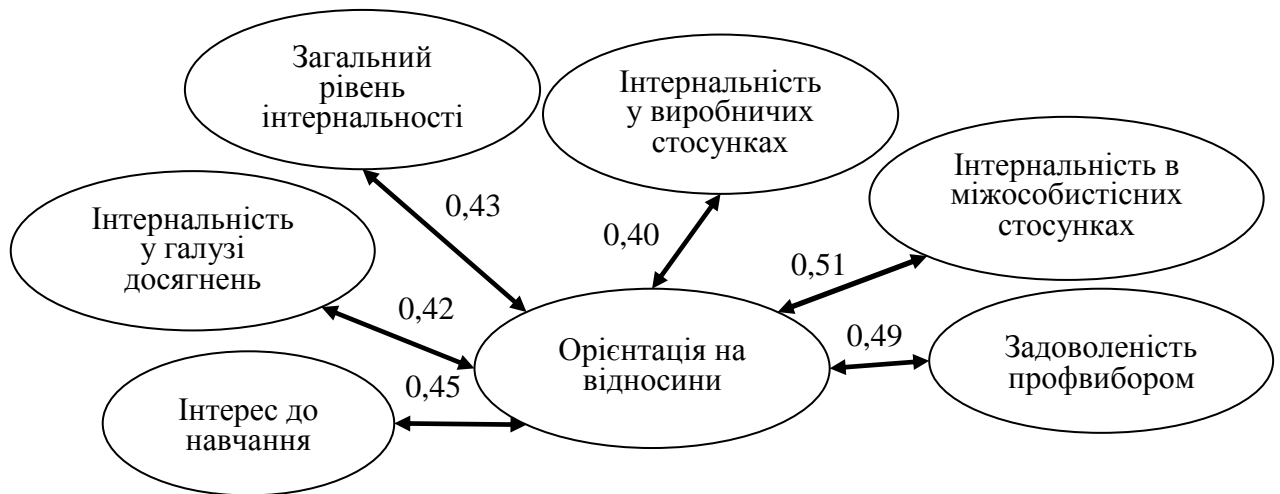 Загальний
рівень
інтернальності
Інтернальність
у виробничих
стосунках
Інтернальність в
міжособистісних
стосунках
Інтернальність
у галузі
досягнень
0,43
0,40
0,51
0,42
0,49
0,45
Орієнтація на
відносини
Задоволеність
профвибором
Інтерес до
навчання